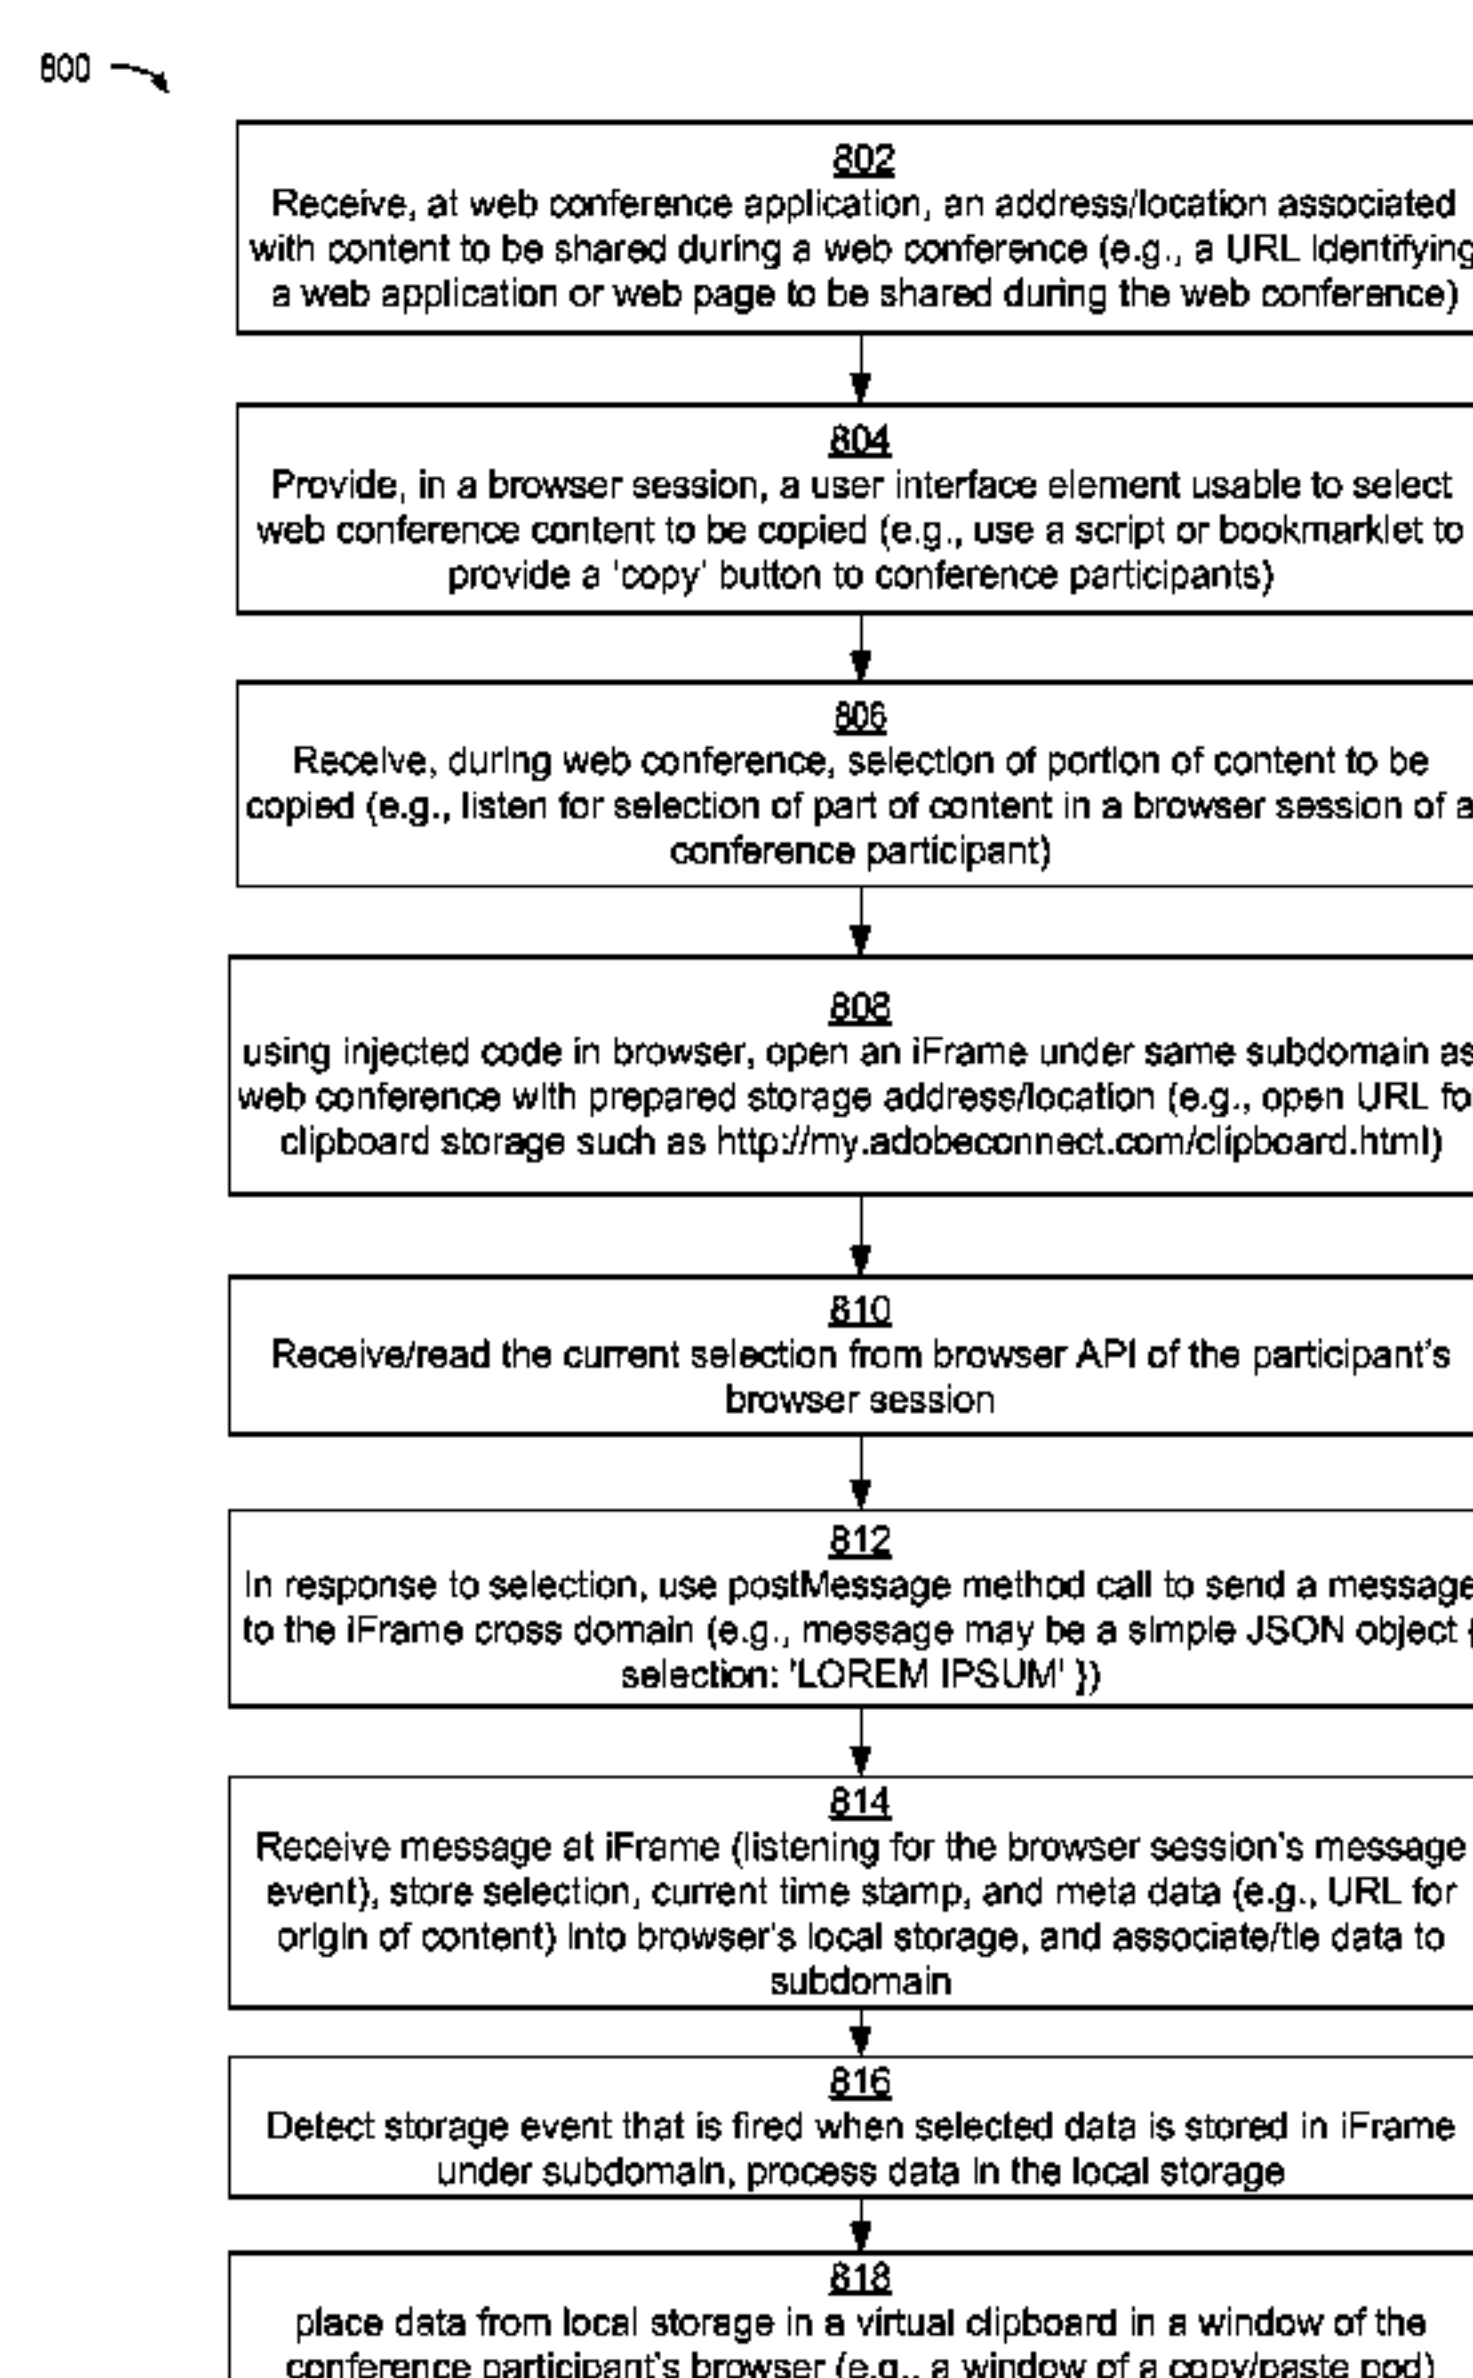 800
802
Receive, at web conference application, an address/location associated
with content to be shared during a web conference (e.g., a URL identifying
a web application or web page to be shared during the web conference)
804
Provide, in a browser session, a user interface element usable to select
web conference content to be copied (e.g., use a script or bookmarklet to
provide a 'copy' button to conference participants)
806
Receive, during web conference, selection of portion of content to be
copied (e.g., listen for selection of part of content in a browser session of a
conference participant)
808
using injected code in browser, open an iFrame under same subdomain as
web conference with prepared storage address/location (e.g., open URL fo
clipboard storage such as http://my.adobeconnect.com/clipboard.html)
810
Receive/read the current selection from browser API of the participant's
browser session
812
In response to selection, use postMessage method call to send a message
to the iFrame cross domain (e.g., message may be a simple JSON object {
selection: 'LOREM IPSUM' })
814
Receive message at iFrame (listening for the browser session's message
event), store selection, current time stamp, and meta data (e.g., URL for
origin of content) into browser's local storage, and associate/tie data to
subdomain
816
Detect storage event that is fired when selected data is stored in iFrame
under subdomain, process data in the local storage
818
place data from local storage in a virtual clipboard in a window of the
conference participant's browser (e.g., a window of a copy/paste pod)